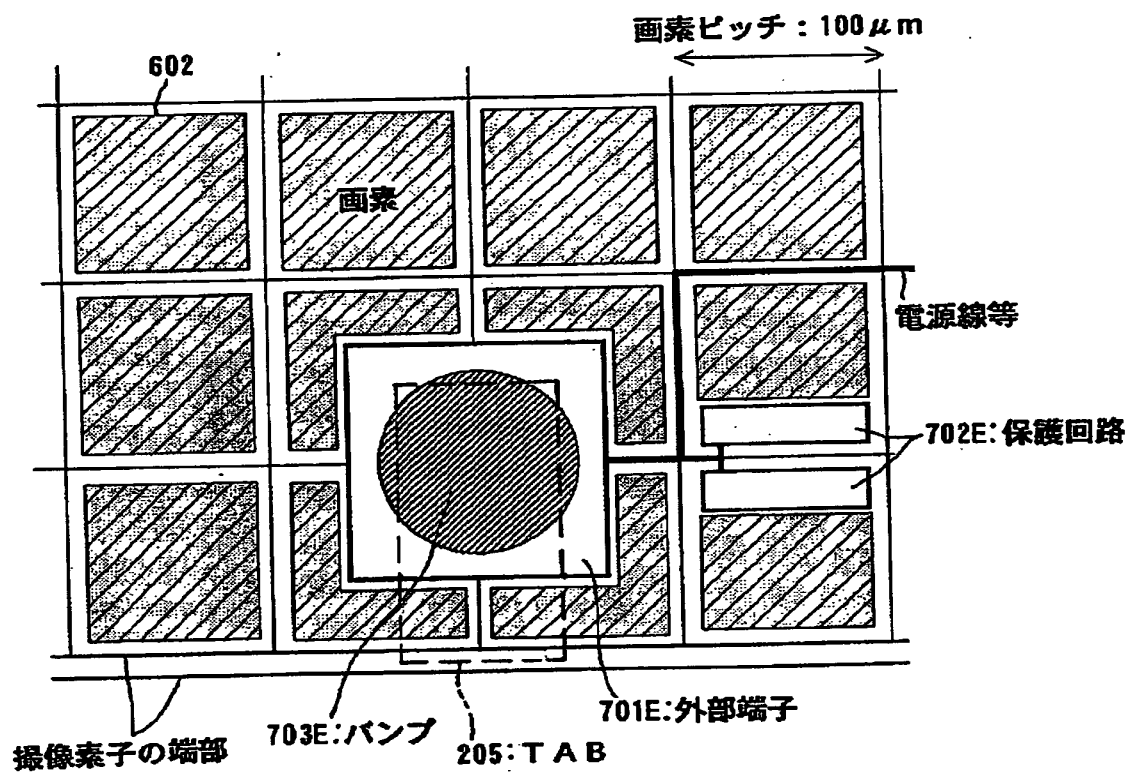 画素ピッチ：100μm
602
画素
電源線等
702E：保護回路
701E：外部端子
703E：バンプ
205：TAB
撮像素子の端部